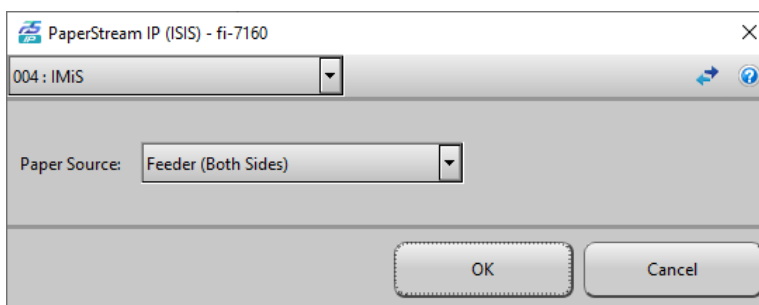 PaperStream IP (ISIS) - fi-7160
004 : IMiS
Paper Source: Feeder (Both Sides)
OK Cancel